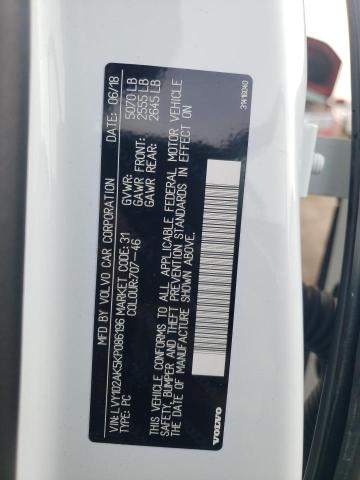 MFD BY VOLVO CAR CORPORATION DATE: 06/18
GVWR: 5070 LB
GAWR FRONT: 2555 LB
GAWR REAR: 2645 LB
VIN: LVY102AK5KP086196 MARKET CODE: 31
TYPE: PC COLOUR: 707-46
THIS VEHICLE CONFORMS TO ALL APPLICABLE FEDERAL MOTOR VEHICLE
SAFETY, BUMPER AND THEFT PREVENTION STANDARDS IN EFFECT ON
THE DATE OF MANUFACTURE SHOWN ABOVE.
VOLVO